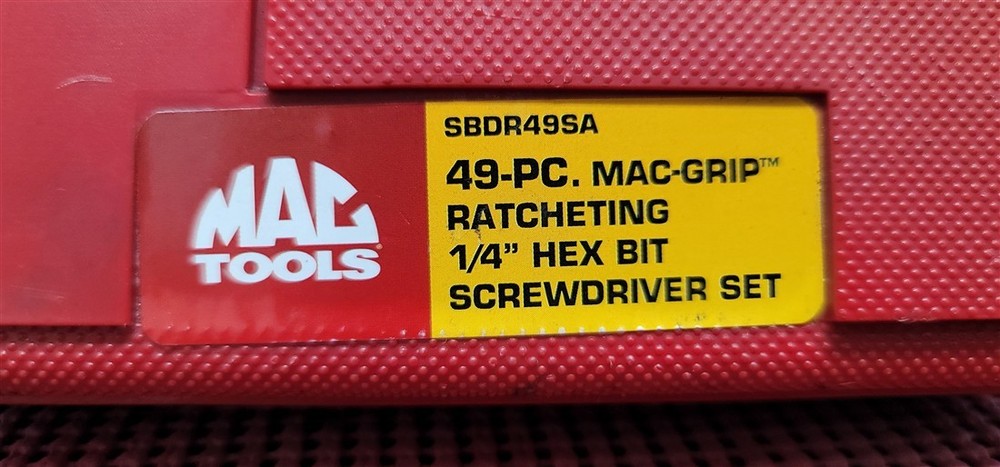 MAC
TOOLS
SBDR49SA
49-PC. MAC-GRIP™
RATCHETING
1/4” HEX BIT
SCREWDRIVER SET